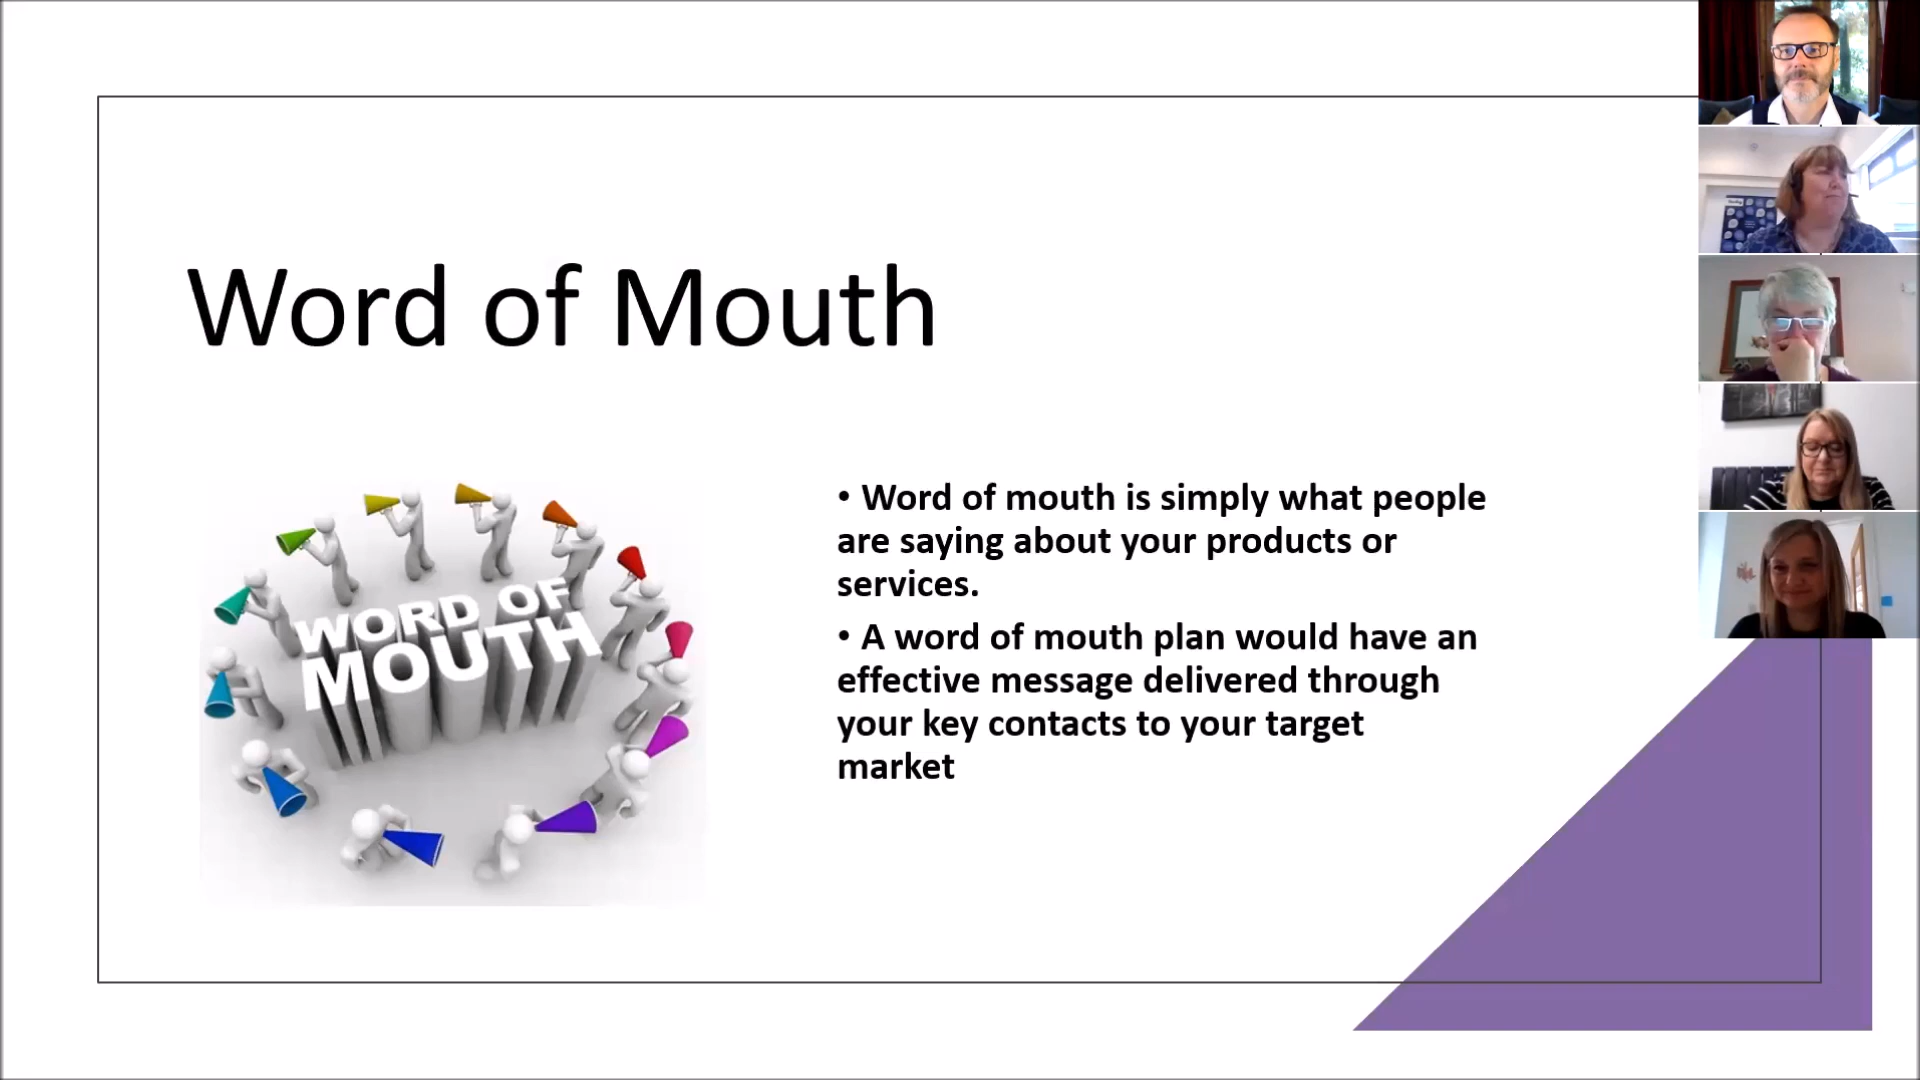 Word of Mouth
WORD OF
MOUTH
• Word of mouth is simply what people
are saying about your products or
services.
• A word of mouth plan would have an
effective message delivered through
your key contacts to your target
market